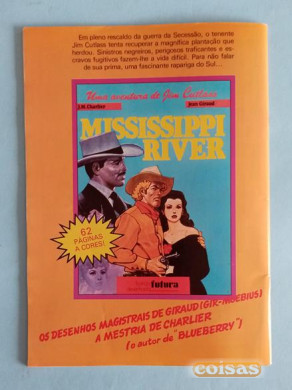 Em pleno rescaldo da guerra da Secessão, o tenente
Jim Cutlass tenta recuperar a magnífica plantação que
herdou. Sinistros negreiros, perigosos traficantes e es-
cravos fugitivos fazem-lhe a vida difícil. Para não falar
de sua prima, uma fascinante rapariga do Sul...
Uma aventura de Jim Cutlass
J.M. Charlier Jean Giraud
MISSISSIPPI
RIVER
62
PÁGINAS
A CORES!
futura
OS DESENHOS MAGISTRAIS DE GIRAUD (GIR-MOEBIUS)
A MESTRIA DE CHARLIER
(o autor de "BLUEBERRY")
coisas